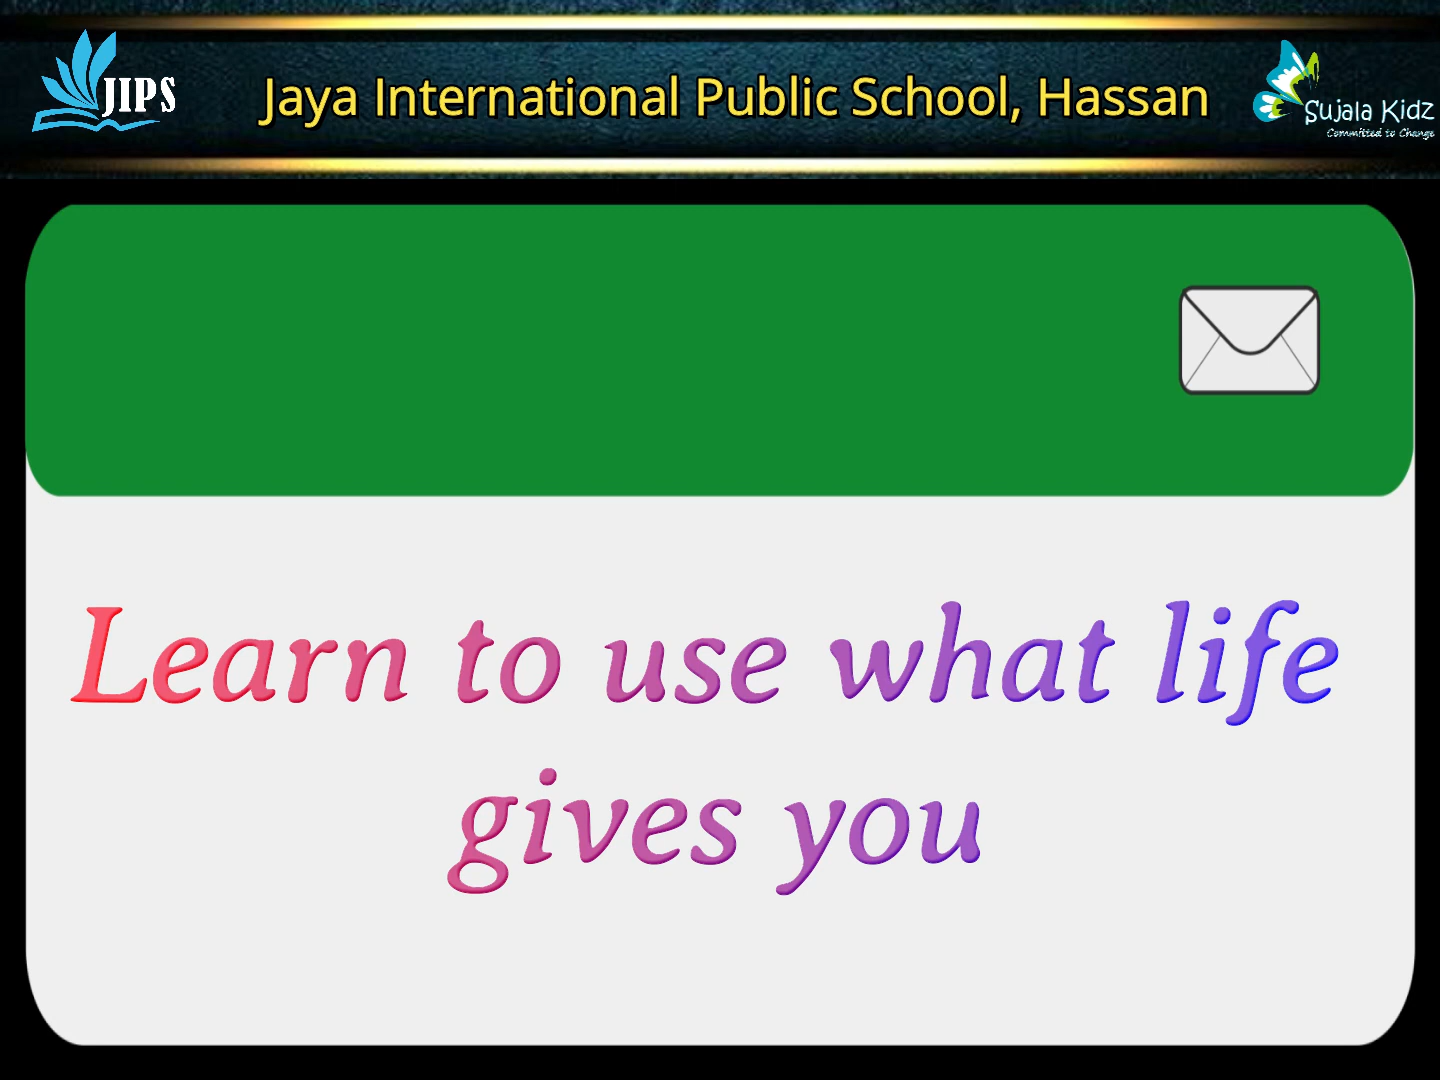 JIPS
Jaya International Public School, Hassan
Sujala Kidz
Committed to Change
Learn to use what life
gives you